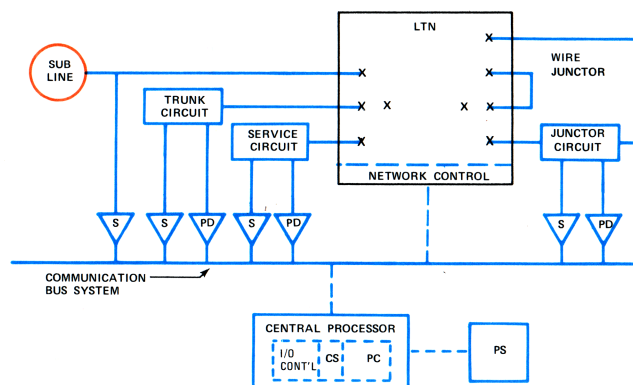 LTN
SUB
LINE
WIRE
JUNCTOR
X
X
X
X
X
X
X
X
X
TRUNK
CIRCUIT
SERVICE
CIRCUIT
JUNCTOR
CIRCUIT
NETWORK CONTROL
S
S
PD
S
PD
S
PD
COMMUNICATION
BUS SYSTEM
CENTRAL PROCESSOR
I/O
CONT'L
CS
PC
PS